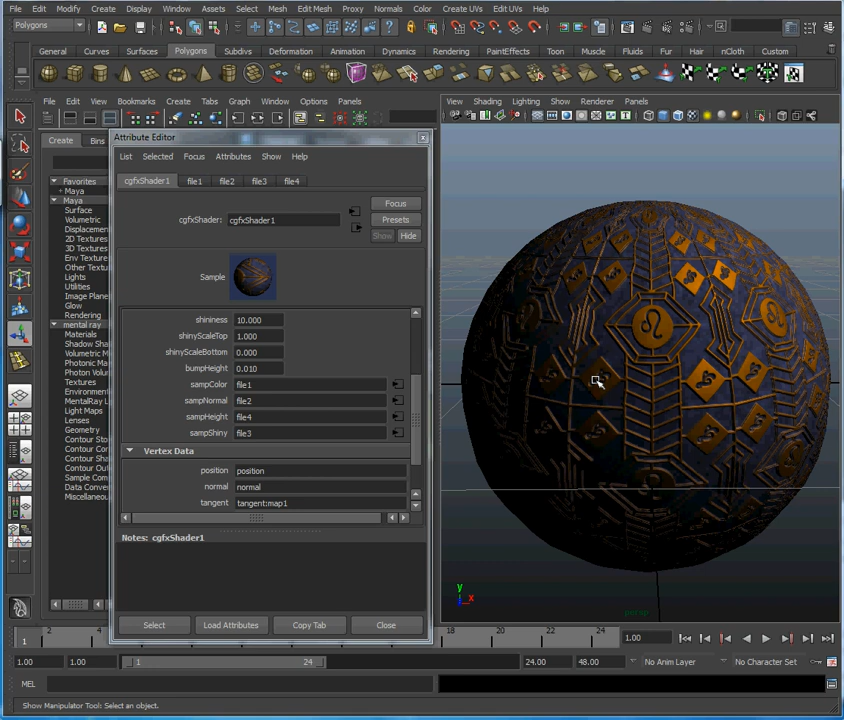 File Edit Modify Create Display Window Assets Select Mesh Edit Mesh Proxy Normals Color Create UVs Edit UVs Help
Polygons
General Curves Surfaces Polygons Subdivs Deformation Animation Dynamics Rendering PaintEffects Toon Muscle Fluids Fur Hair nCloth Custom
File Edit View Bookmarks Create Tabs Graph Window Options Panels
View Shading Lighting Show Renderer Panels
Create Bins
Favorites
Maya
Maya
Surface
Volumetric
Displacemen
2D Textures
3D Textures
Env Texture
Other Textu
Lights
Utilities
Image Plane
Glow
Rendering
mental ray
Materials
Shadow Sha
Volumetric M
Photonic Ma
Photon Volu
Textures
Environment
MentalRay L
Light Maps
Lenses
Geometry
Contour Sto
Contour Cor
Contour Sha
Contour Out
Sample Com
Data Conver
Miscellaneou
Attribute Editor
List Selected Focus Attributes Show Help
cgfxShader1 file1 file2 file3 file4
cgfxShader: cgfxShader1
Focus
Presets
Show Hide
Sample
shininess 10.000
shinyScaleTop 1.000
shinyScaleBottom 0.000
bumpHeight 0.010
sampColor file1
sampNormal file2
sampHeight file4
sampShiny file3
Vertex Data
position position
normal normal
tangent tangent:map1
Notes: cgfxShader1
Select Load Attributes Copy Tab Close
y
x
persp
1 2 4 18 20 22 24 1.00
1.00 1.00 1 24 24.00 48.00 No Anim Layer No Character Set
MEL
Show Manipulator Tool: Select an object.